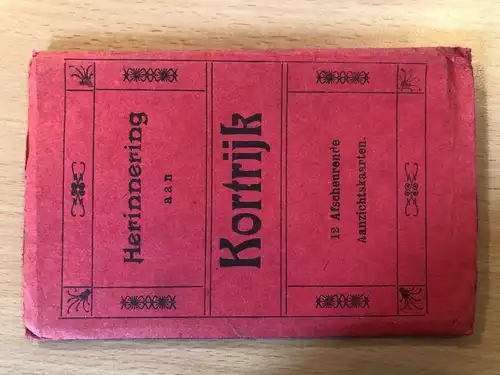 Herinnering
aan
Kortrijk
12 Afscheurende
Aanzichtskaarten.